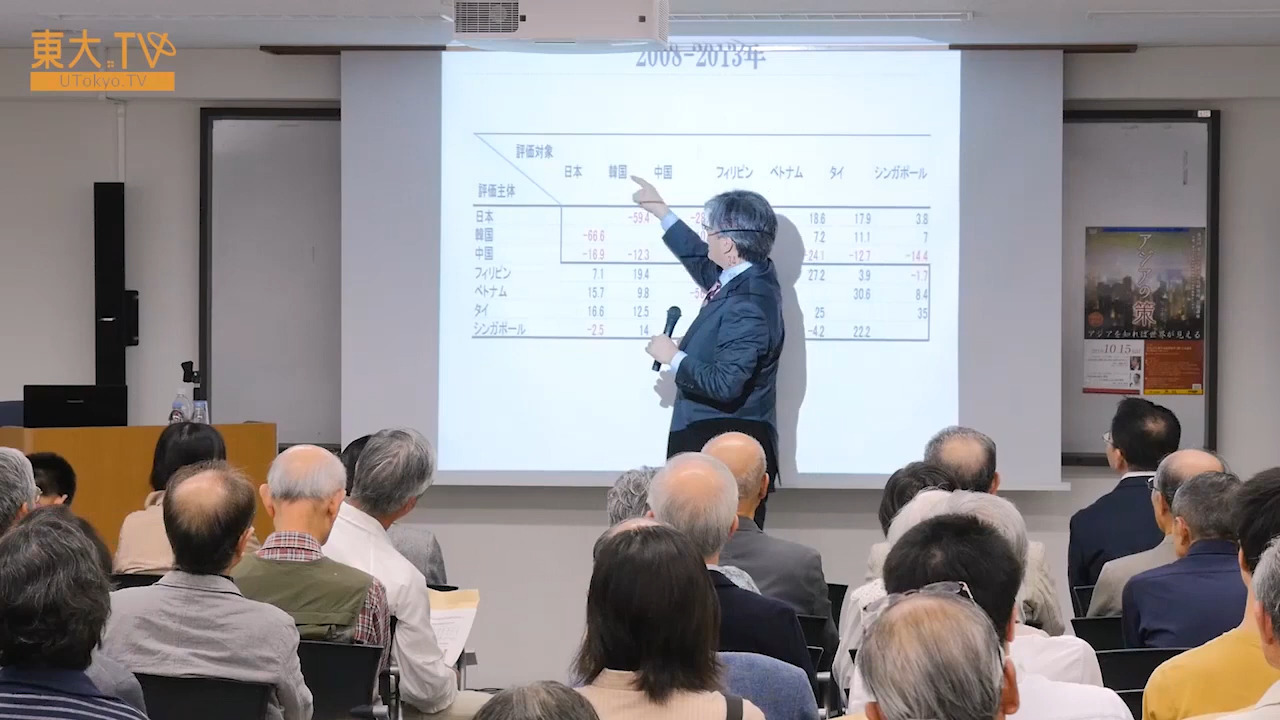 東大.TV
UTokyo.TV
2008-2013年
評価対象
日本 韓国 中国 フィリピン ベトナム タイ シンガポール
評価主体
日本 -59.4 18.6 17.9 3.8
韓国 -66.6 7.2 11.1 7
中国 -16.9 -12.3 -12.7 -14.4
フィリピン 7.1 19.4 27.2 3.9 -1.7
ベトナム 15.7 9.8 30.6 8.4
タイ 16.6 12.5 25 35
シンガポール -2.5 14 -4.2 22.2
アジアの策
アジアを知れば世界が見える
10.15